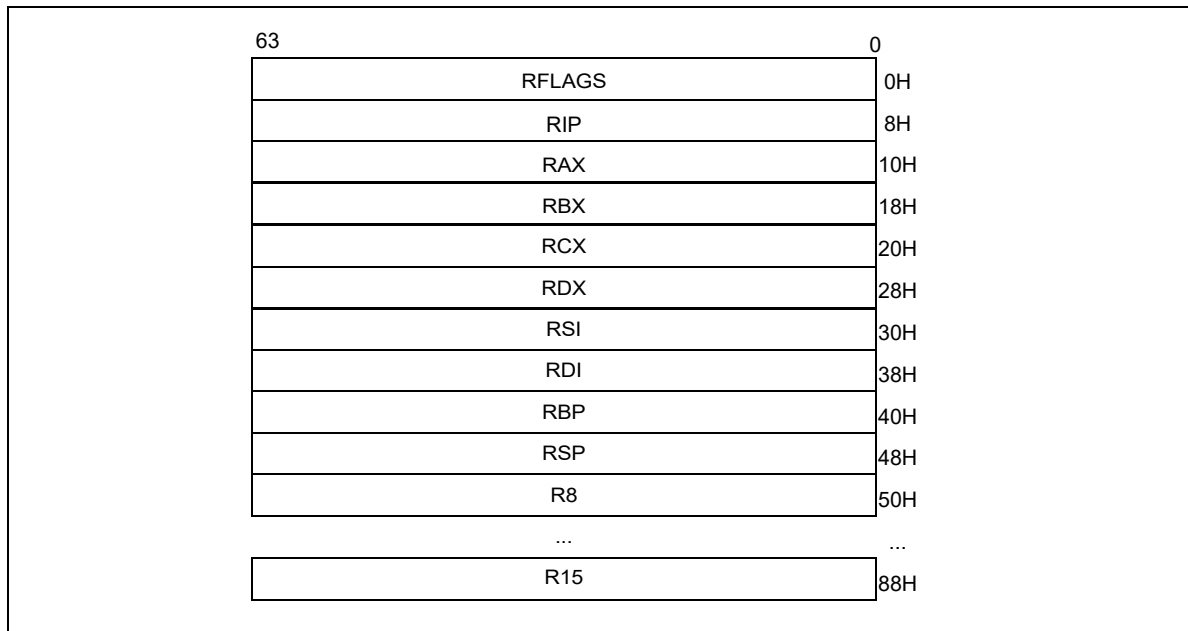 63 0
RFLAGS 0H
RIP 8H
RAX 10H
RBX 18H
RCX 20H
RDX 28H
RSI 30H
RDI 38H
RBP 40H
RSP 48H
R8 50H
... ...
R15 88H